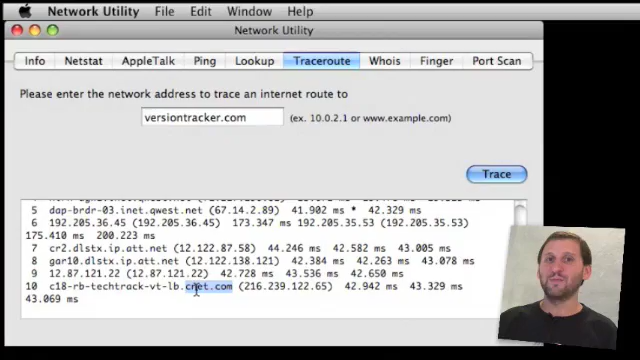 Network Utility File Edit Window Help
Network Utility
Info Netstat AppleTalk Ping Lookup Traceroute Whois Finger Port Scan
Please enter the network address to trace an internet route to
versiontracker.com (ex. 10.0.2.1 or www.example.com)
Trace
5 dap-brdr-03.inet.qwest.net (67.14.2.89) 41.902 ms * 42.329 ms
6 192.205.36.45 (192.205.36.45) 173.347 ms 192.205.35.53 (192.205.35.53)
175.410 ms 200.223 ms
7 cr2.dlstx.ip.att.net (12.122.87.58) 44.246 ms 42.582 ms 43.005 ms
8 gar10.dlstx.ip.att.net (12.122.138.121) 42.384 ms 42.263 ms 43.078 ms
9 12.87.121.22 (12.87.121.22) 42.728 ms 43.536 ms 42.650 ms
10 c18-rb-techtrack-vt-lb.cnet.com (216.239.122.65) 42.942 ms 43.329 ms
43.069 ms